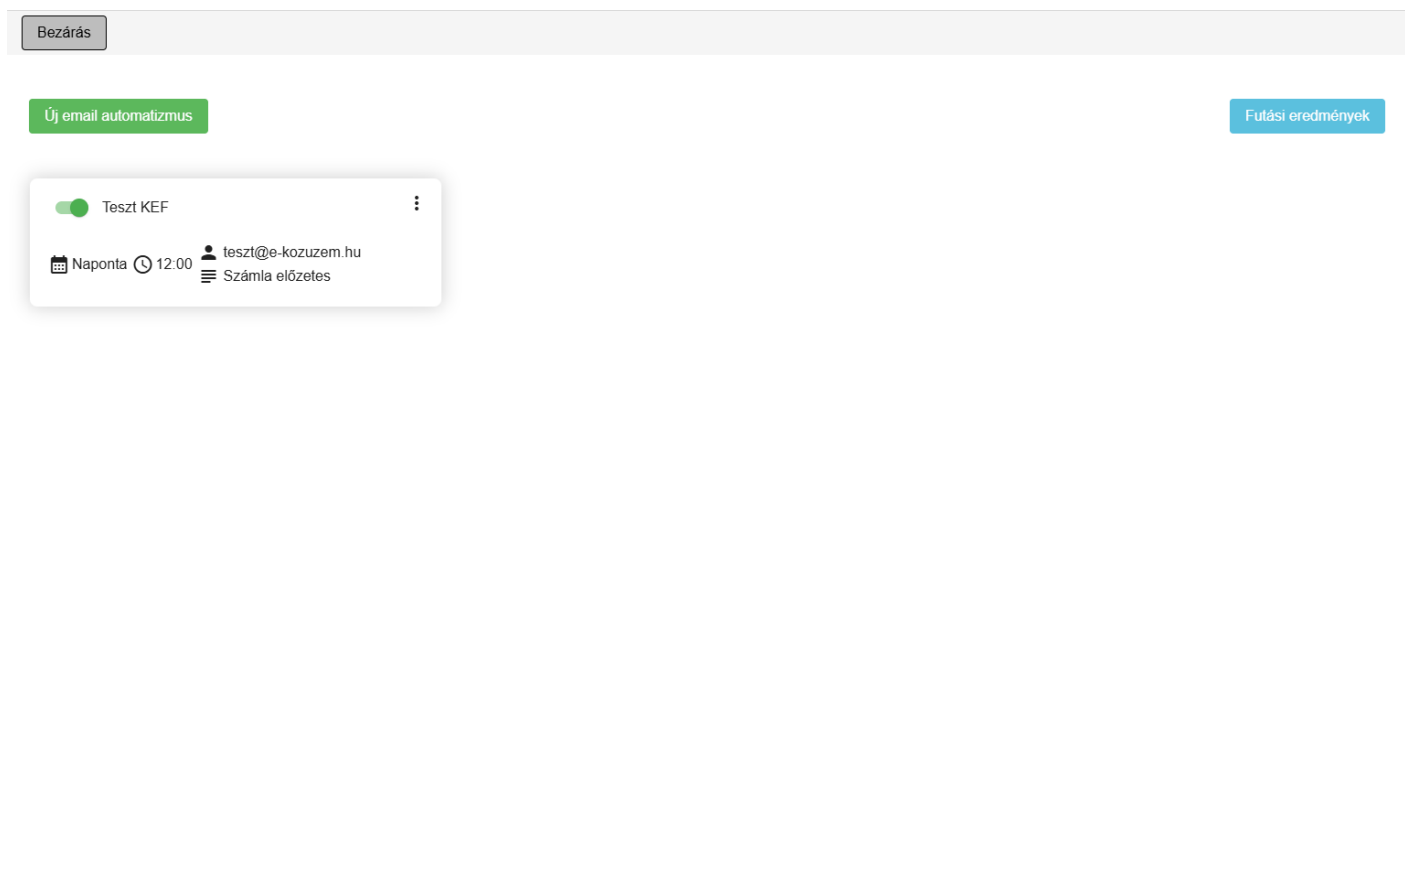 Bezárás
Új email automatizmus
Futási eredmények
Teszt KEF
Naponta 12:00
teszt@e-kozuzem.hu
Számla előzetes